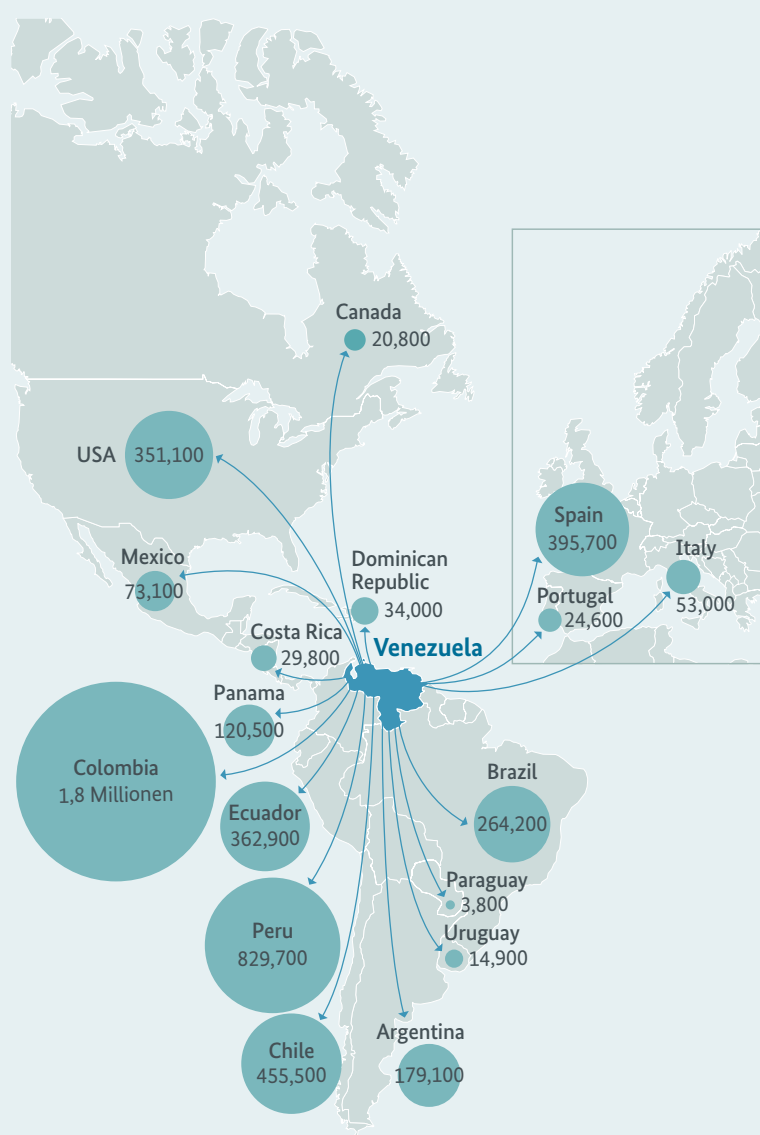 Canada
20,800
USA
351,100
Spain
395,700
Mexico
73,100
Dominican
Republic
34,000
Italy
53,000
Portugal
24,600
Costa Rica
29,800
Venezuela
Panama
120,500
Colombia
1,8 Millionen
Brazil
264,200
Ecuador
362,900
Paraguay
3,800
Peru
829,700
Uruguay
14,900
Chile
455,500
Argentina
179,100